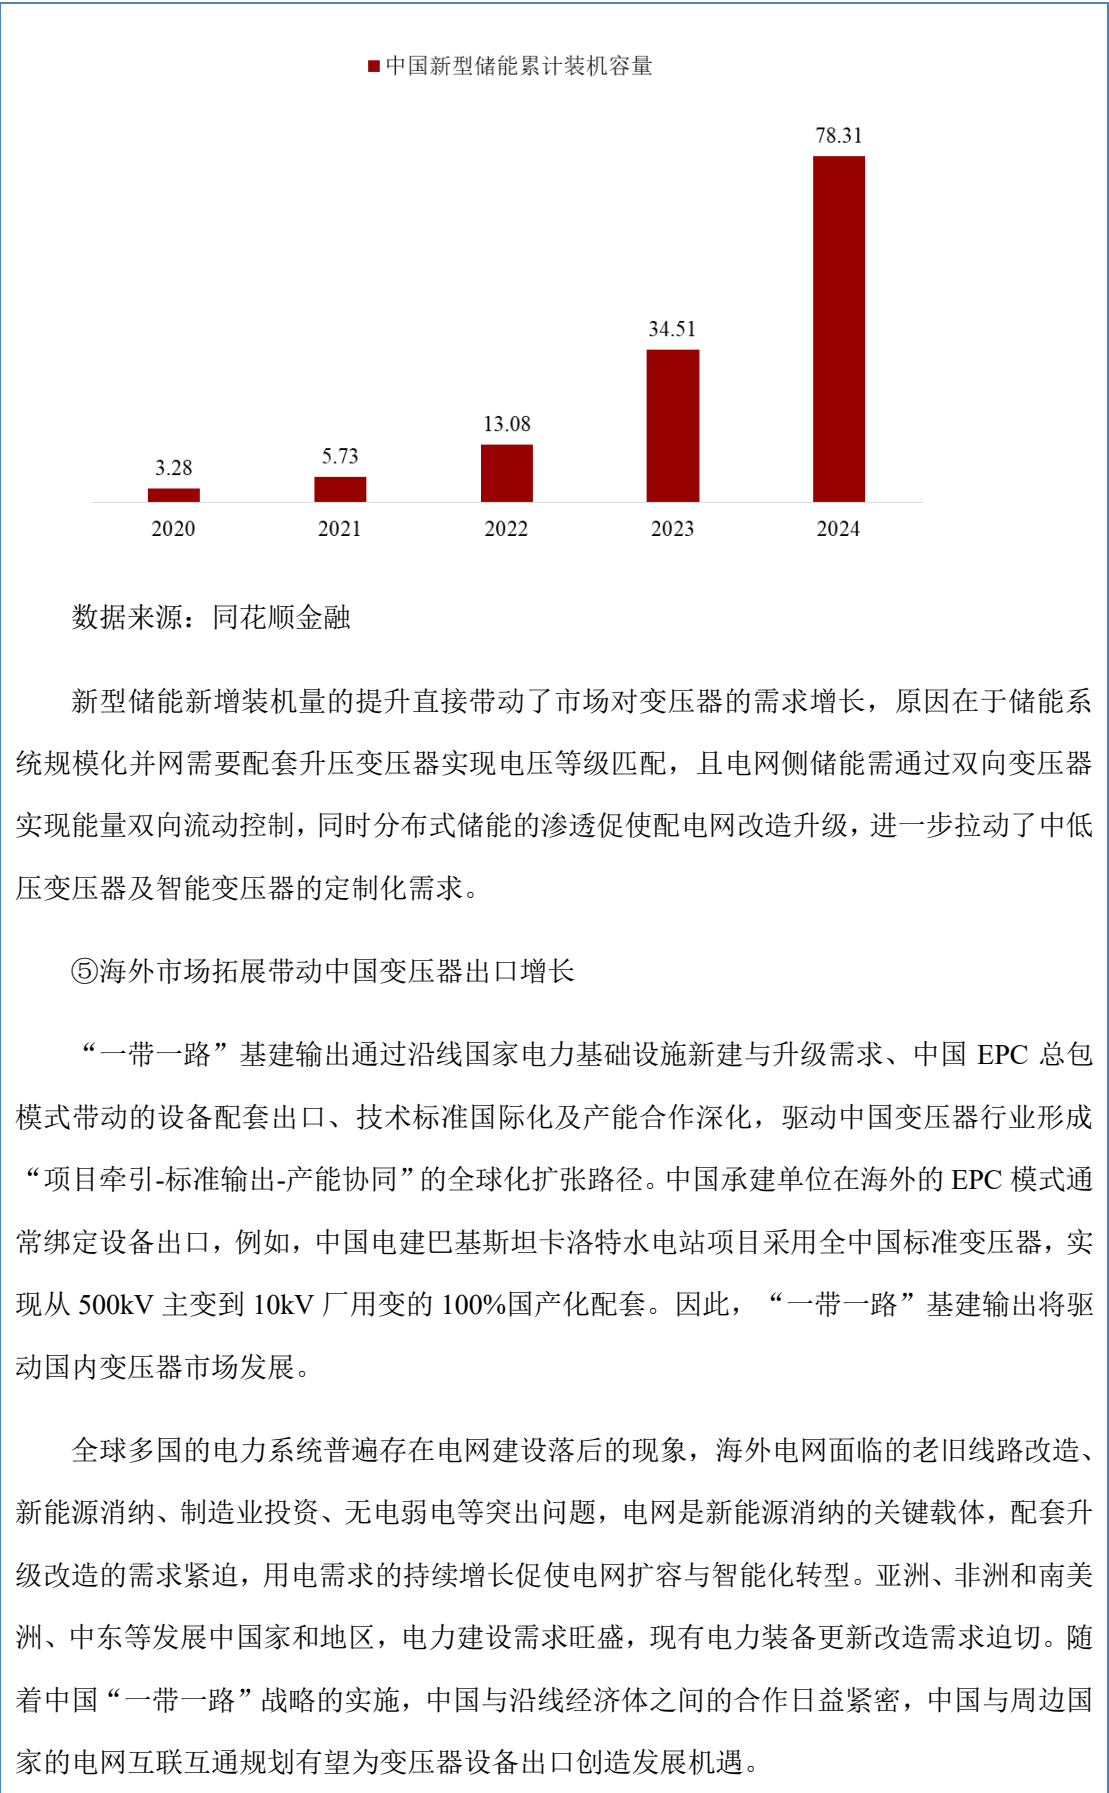 中国新型储能累计装机容量
78.31
34.51
13.08
5.73
3.28
2020 2021 2022 2023 2024
数据来源：同花顺金融
新型储能新增装机量的提升直接带动了市场对变压器的需求增长，原因在于储能系
统规模化并网需要配套升压变压器实现电压等级匹配，且电网侧储能需通过双向变压器
实现能量双向流动控制，同时分布式储能的渗透促使配电网改造升级，进一步拉动了中低
压变压器及智能变压器的定制化需求。
⑤海外市场拓展带动中国变压器出口增长
“一带一路”基建输出通过沿线国家电力基础设施新建与升级需求、中国 EPC 总包
模式带动的设备配套出口、技术标准国际化及产能合作深化，驱动中国变压器行业形成
“项目牵引-标准输出-产能协同”的全球化扩张路径。中国承建单位在海外的 EPC 模式通
常绑定设备出口，例如，中国电建巴基斯坦卡洛特水电站项目采用全中国标准变压器，实
现从 500kV 主变到 10kV 厂用变的 100%国产化配套。因此，“一带一路”基建输出将驱
动国内变压器市场发展。
全球多国的电力系统普遍存在电网建设落后的现象，海外电网面临的老旧线路改造、
新能源消纳、制造业投资、无电弱电等突出问题，电网是新能源消纳的关键载体，配套升
级改造的需求紧迫，用电需求的持续增长促使电网扩容与智能化转型。亚洲、非洲和南美
洲、中东等发展中国家和地区，电力建设需求旺盛，现有电力装备更新改造需求迫切。随
着中国“一带一路”战略的实施，中国与沿线经济体之间的合作日益紧密，中国与周边国
家的电网互联互通规划有望为变压器设备出口创造发展机遇。